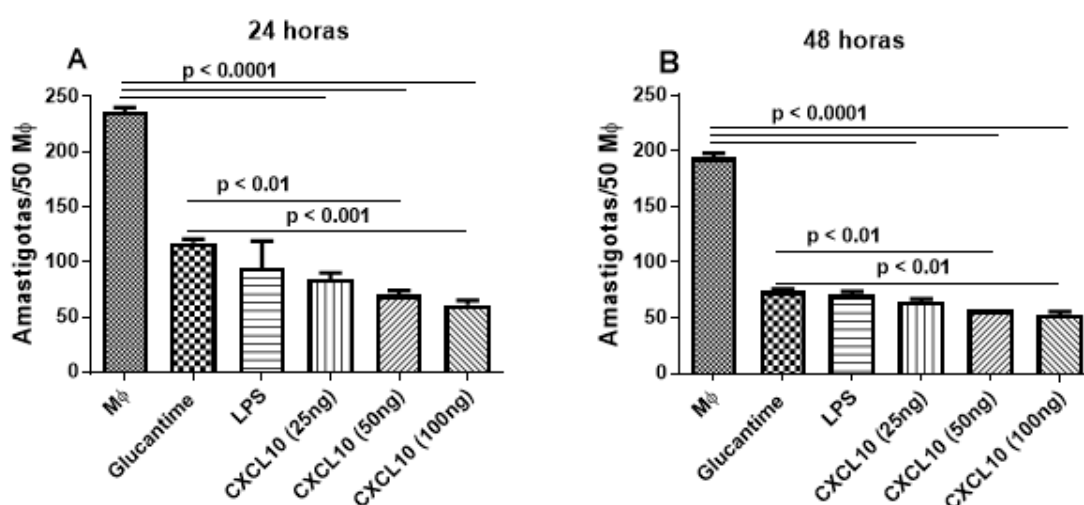 24 horas
A
p < 0.0001
p < 0.01
p < 0.001
Amastigotas/50 Mϕ
250
200
150
100
50
0
Mϕ
Glucantime
LPS
CXCL10 (25ng)
CXCL10 (50ng)
CXCL10 (100ng)
48 horas
B
p < 0.0001
p < 0.01
p < 0.01
Amastigotas/50 Mϕ
250
200
150
100
50
0
Mϕ
Glucantime
LPS
CXCL10 (25ng)
CXCL10 (50ng)
CXCL10 (100ng)